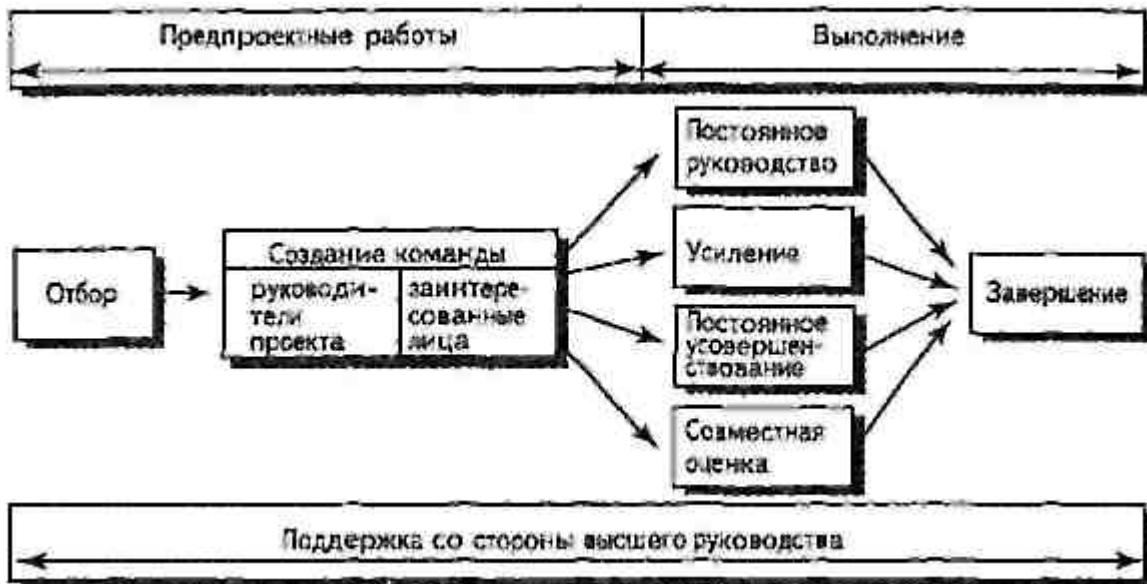 Предпроектные работы
Выполнение
Постоянное
руководство
Усиление
Постоянное
усовершен-
ствование
Совместная
оценка
Отбор
Создание команды
руководи-
тели
проекта
заинтере-
сованные
лица
Завершение
Поддержка со стороны высшего руководства